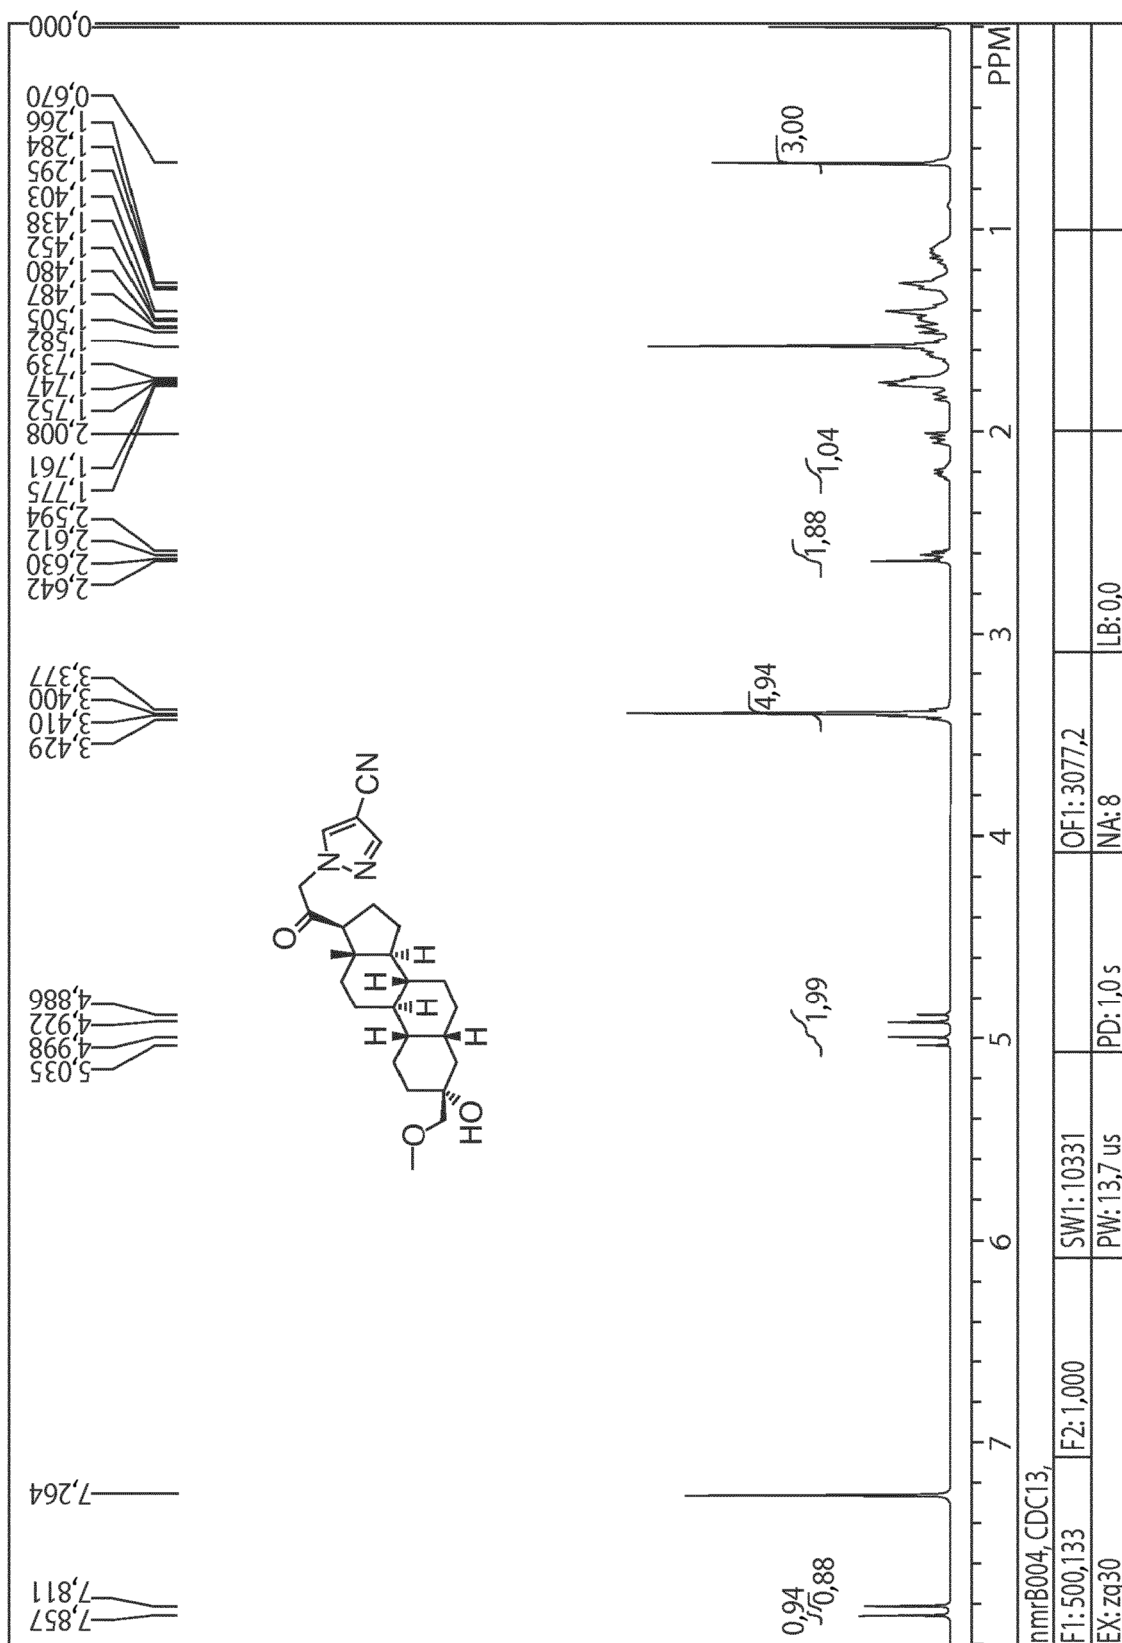 7,857
7,811
7,264
5,035
4,998
4,922
4,886
3,429
3,410
3,400
3,377
2,642
2,630
2,612
2,594
1,775
1,761
2,008
1,752
1,747
1,739
1,582
1,505
1,487
1,480
1,452
1,438
1,403
1,295
1,284
1,266
0,670
0,000
O
N
CN
N
H
H
H
H
O
HO
H
0,94
0,88
1,99
4,94
1,88
1,04
3,00
7 6 5 4 3 2 1 PPM
nmrB004, CDC13,
F1: 500,133 F2: 1,000 SW1: 10331 OF1: 3077,2
EX: zq30 PW: 13,7 us PD: 1,0 s NA: 8 LB: 0,0